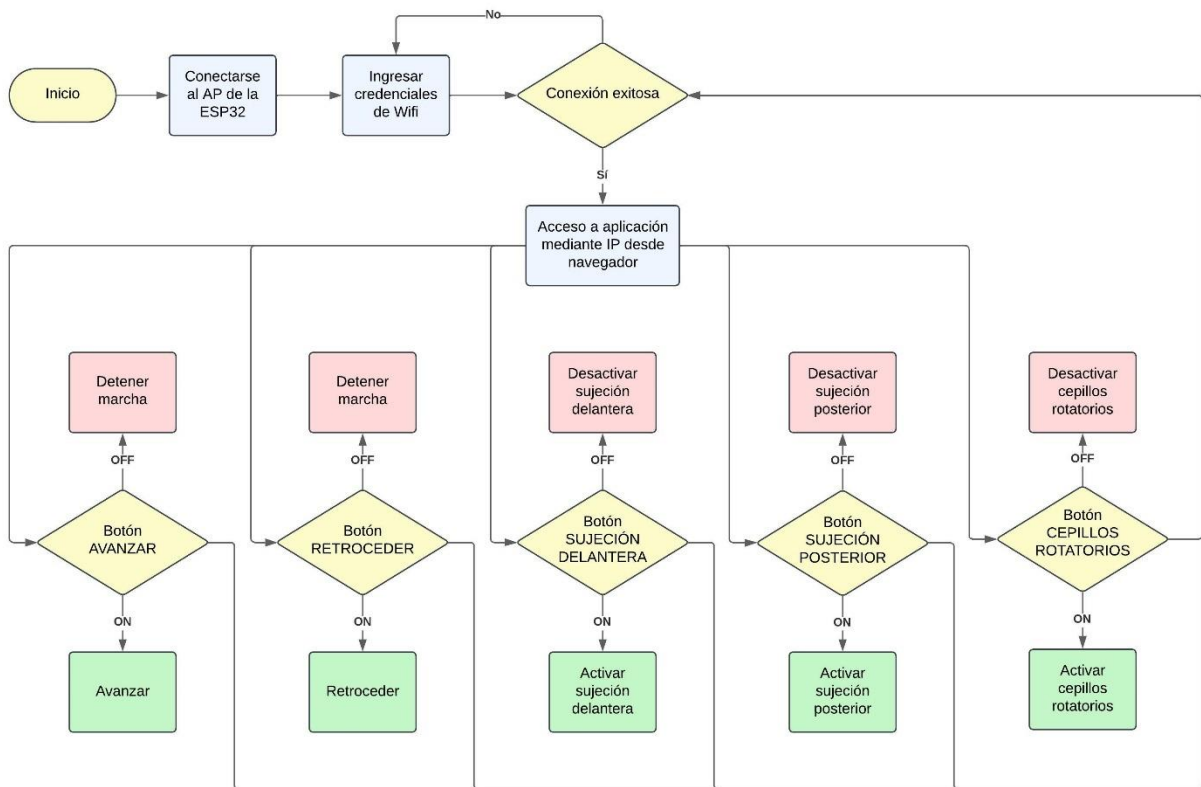 No
Inicio
Conectarse
al AP de la
ESP32
Ingresar
credenciales
de Wifi
Conexión exitosa
Sí
Acceso a aplicación
mediante IP desde
navegador
Detener
marcha
Detener
marcha
Desactivar
sujeción
delantera
Desactivar
sujeción
posterior
Desactivar
cepillos
rotatorios
OFF
OFF
OFF
OFF
OFF
Botón
AVANZAR
Botón
RETROCEDER
Botón
SUJECIÓN
DELANTERA
Botón
SUJECIÓN
POSTERIOR
Botón
CEPILLOS
ROTATORIOS
ON
ON
ON
ON
ON
Avanzar
Retroceder
Activar
sujeción
delantera
Activar
sujeción
posterior
Activar
cepillos
rotatorios